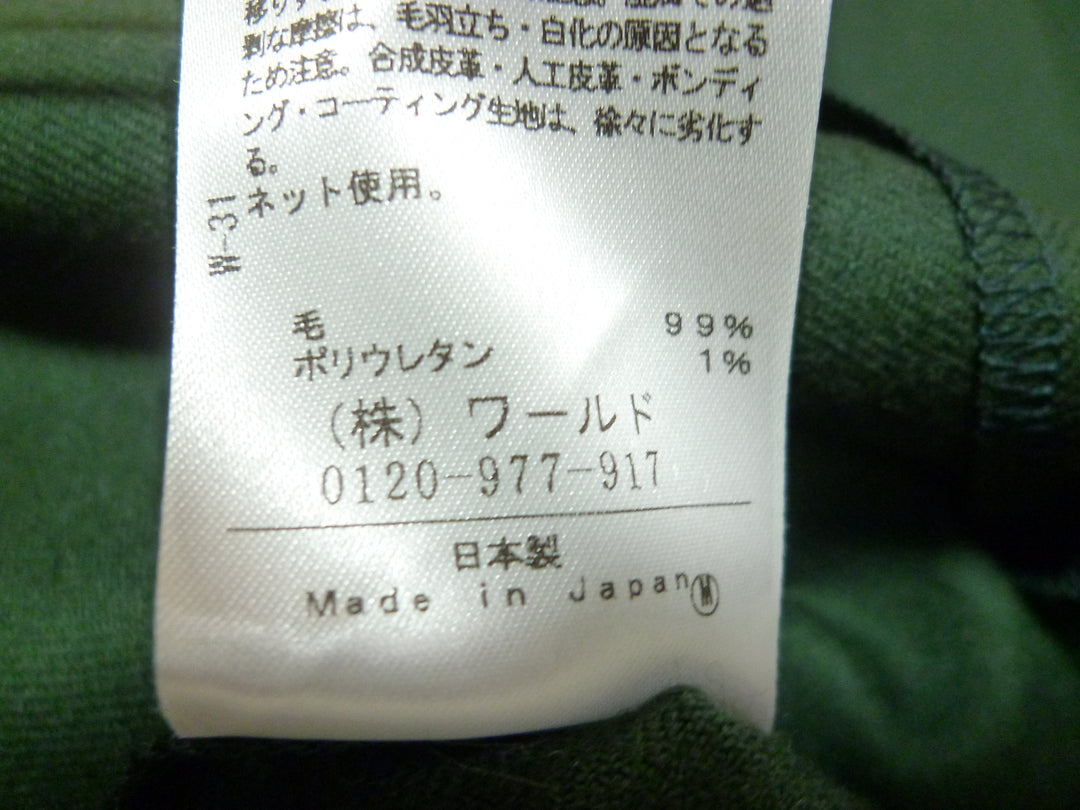 剥な摩擦は、毛羽立ち・白化の原因となる
ため注意。合成皮革・人工皮革・ボンディ
ング・コーティング生地は、徐々に劣化す
る。
ネット使用。
W-31
毛 99%
ポリウレタン 1%
(株) ワールド
0120-977-917
日本製
Made in Japan Ⓦ